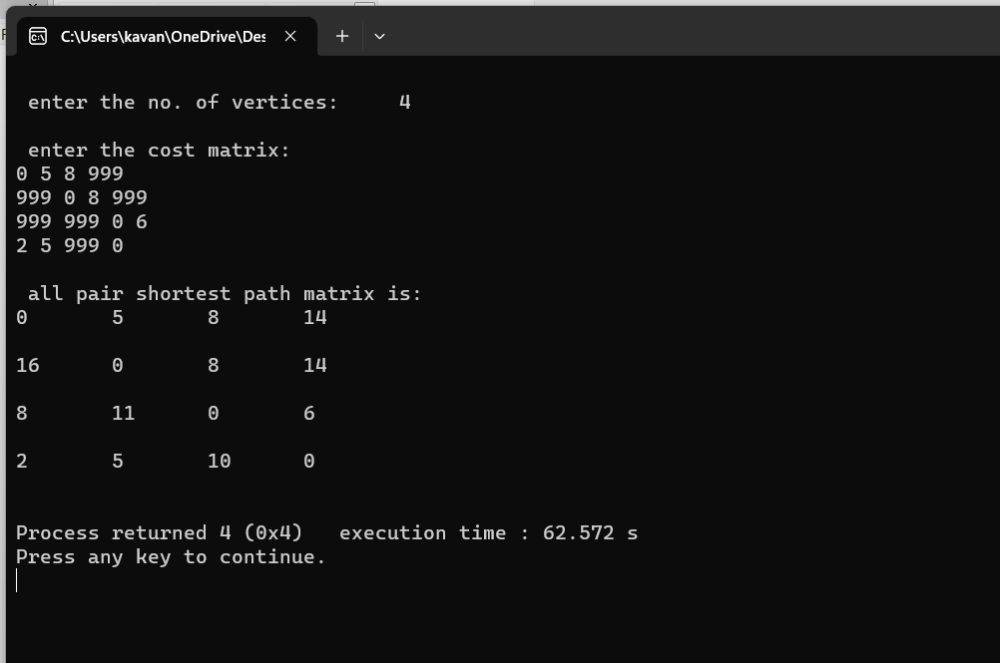 C:\Users\kavan\OneDrive\Des
enter the no. of vertices: 4
enter the cost matrix:
0 5 8 999
999 0 8 999
999 999 0 6
2 5 999 0
all pair shortest path matrix is:
0 5 8 14
16 0 8 14
8 11 0 6
2 5 10 0
Process returned 4 (0x4) execution time : 62.572 s
Press any key to continue.